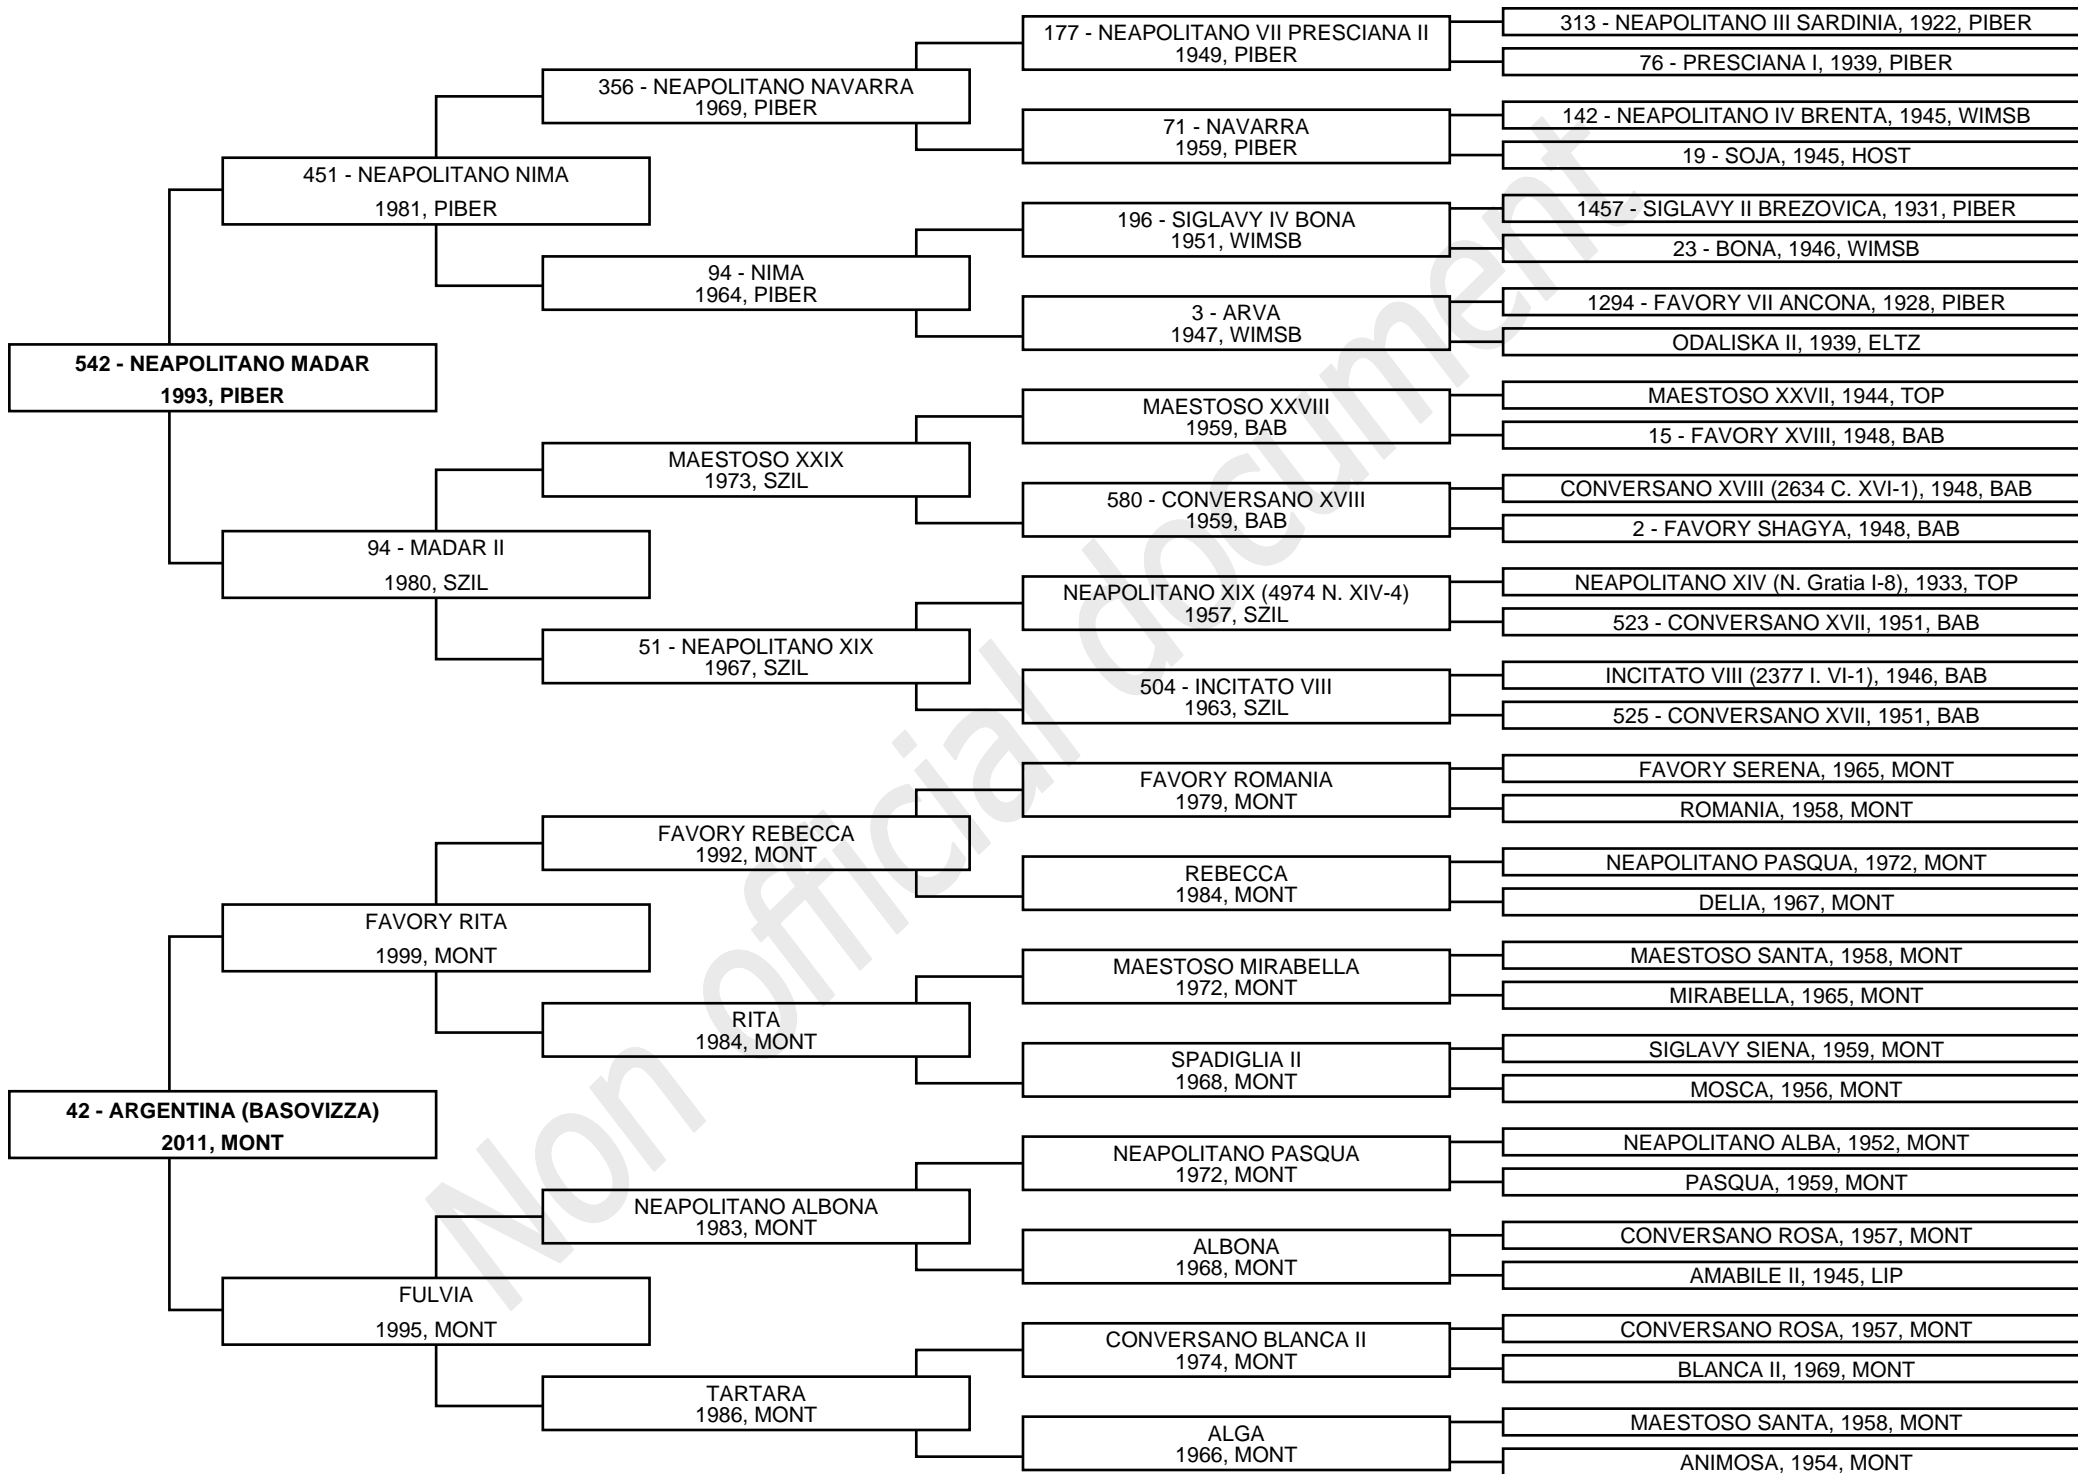 542 - NEAPOLITANO MADAR
1993, PIBER
42 - ARGENTINA (BASOVIZZA)
2011, MONT
451 - NEAPOLITANO NIMA
1981, PIBER
94 - MADAR II
1980, SZIL
FAVORY RITA
1999, MONT
FULVIA
1995, MONT
356 - NEAPOLITANO NAVARRA
1969, PIBER
94 - NIMA
1964, PIBER
MAESTOSO XXIX
1973, SZIL
51 - NEAPOLITANO XIX
1967, SZIL
FAVORY REBECCA
1992, MONT
RITA
1984, MONT
NEAPOLITANO ALBONA
1983, MONT
TARTARA
1986, MONT
177 - NEAPOLITANO VII PRESCIANA II
1949, PIBER
71 - NAVARRA
1959, PIBER
196 - SIGLAVY IV BONA
1951, WIMSB
3 - ARVA
1947, WIMSB
MAESTOSO XXVIII
1959, BAB
580 - CONVERSANO XVIII
1959, BAB
NEAPOLITANO XIX (4974 N. XIV-4)
1957, SZIL
504 - INCITATO VIII
1963, SZIL
FAVORY ROMANIA
1979, MONT
REBECCA
1984, MONT
MAESTOSO MIRABELLA
1972, MONT
SPADIGLIA II
1968, MONT
NEAPOLITANO PASQUA
1972, MONT
ALBONA
1968, MONT
CONVERSANO BLANCA II
1974, MONT
ALGA
1966, MONT
313 - NEAPOLITANO III SARDINIA, 1922, PIBER
76 - PRESCIANA I, 1939, PIBER
142 - NEAPOLITANO IV BRENTA, 1945, WIMSB
19 - SOJA, 1945, HOST
1457 - SIGLAVY II BREZOVICA, 1931, PIBER
23 - BONA, 1946, WIMSB
1294 - FAVORY VII ANCONA, 1928, PIBER
ODALISKA II, 1939, ELTZ
MAESTOSO XXVII, 1944, TOP
15 - FAVORY XVIII, 1948, BAB
CONVERSANO XVIII (2634 C. XVI-1), 1948, BAB
2 - FAVORY SHAGYA, 1948, BAB
NEAPOLITANO XIV (N. Gratia I-8), 1933, TOP
523 - CONVERSANO XVII, 1951, BAB
INCITATO VIII (2377 I. VI-1), 1946, BAB
525 - CONVERSANO XVII, 1951, BAB
FAVORY SERENA, 1965, MONT
ROMANIA, 1958, MONT
NEAPOLITANO PASQUA, 1972, MONT
DELIA, 1967, MONT
MAESTOSO SANTA, 1958, MONT
MIRABELLA, 1965, MONT
SIGLAVY SIENA, 1959, MONT
MOSCA, 1956, MONT
NEAPOLITANO ALBA, 1952, MONT
PASQUA, 1959, MONT
CONVERSANO ROSA, 1957, MONT
AMABILE II, 1945, LIP
CONVERSANO ROSA, 1957, MONT
BLANCA II, 1969, MONT
MAESTOSO SANTA, 1958, MONT
ANIMOSA, 1954, MONT
Non official document